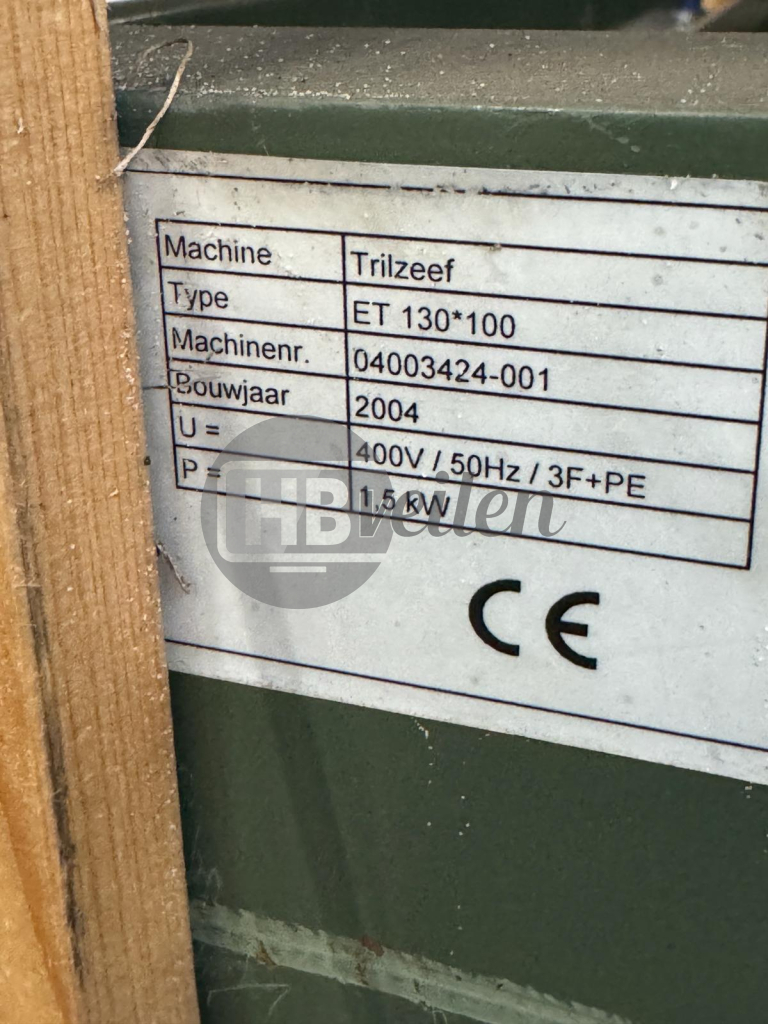 Machine Trilzeef
Type ET 130*100
Machinenr. 04003424-001
Bouwjaar 2004
U = 400V / 50Hz / 3F+PE
P = 1,5 kW
HBveilen
CE